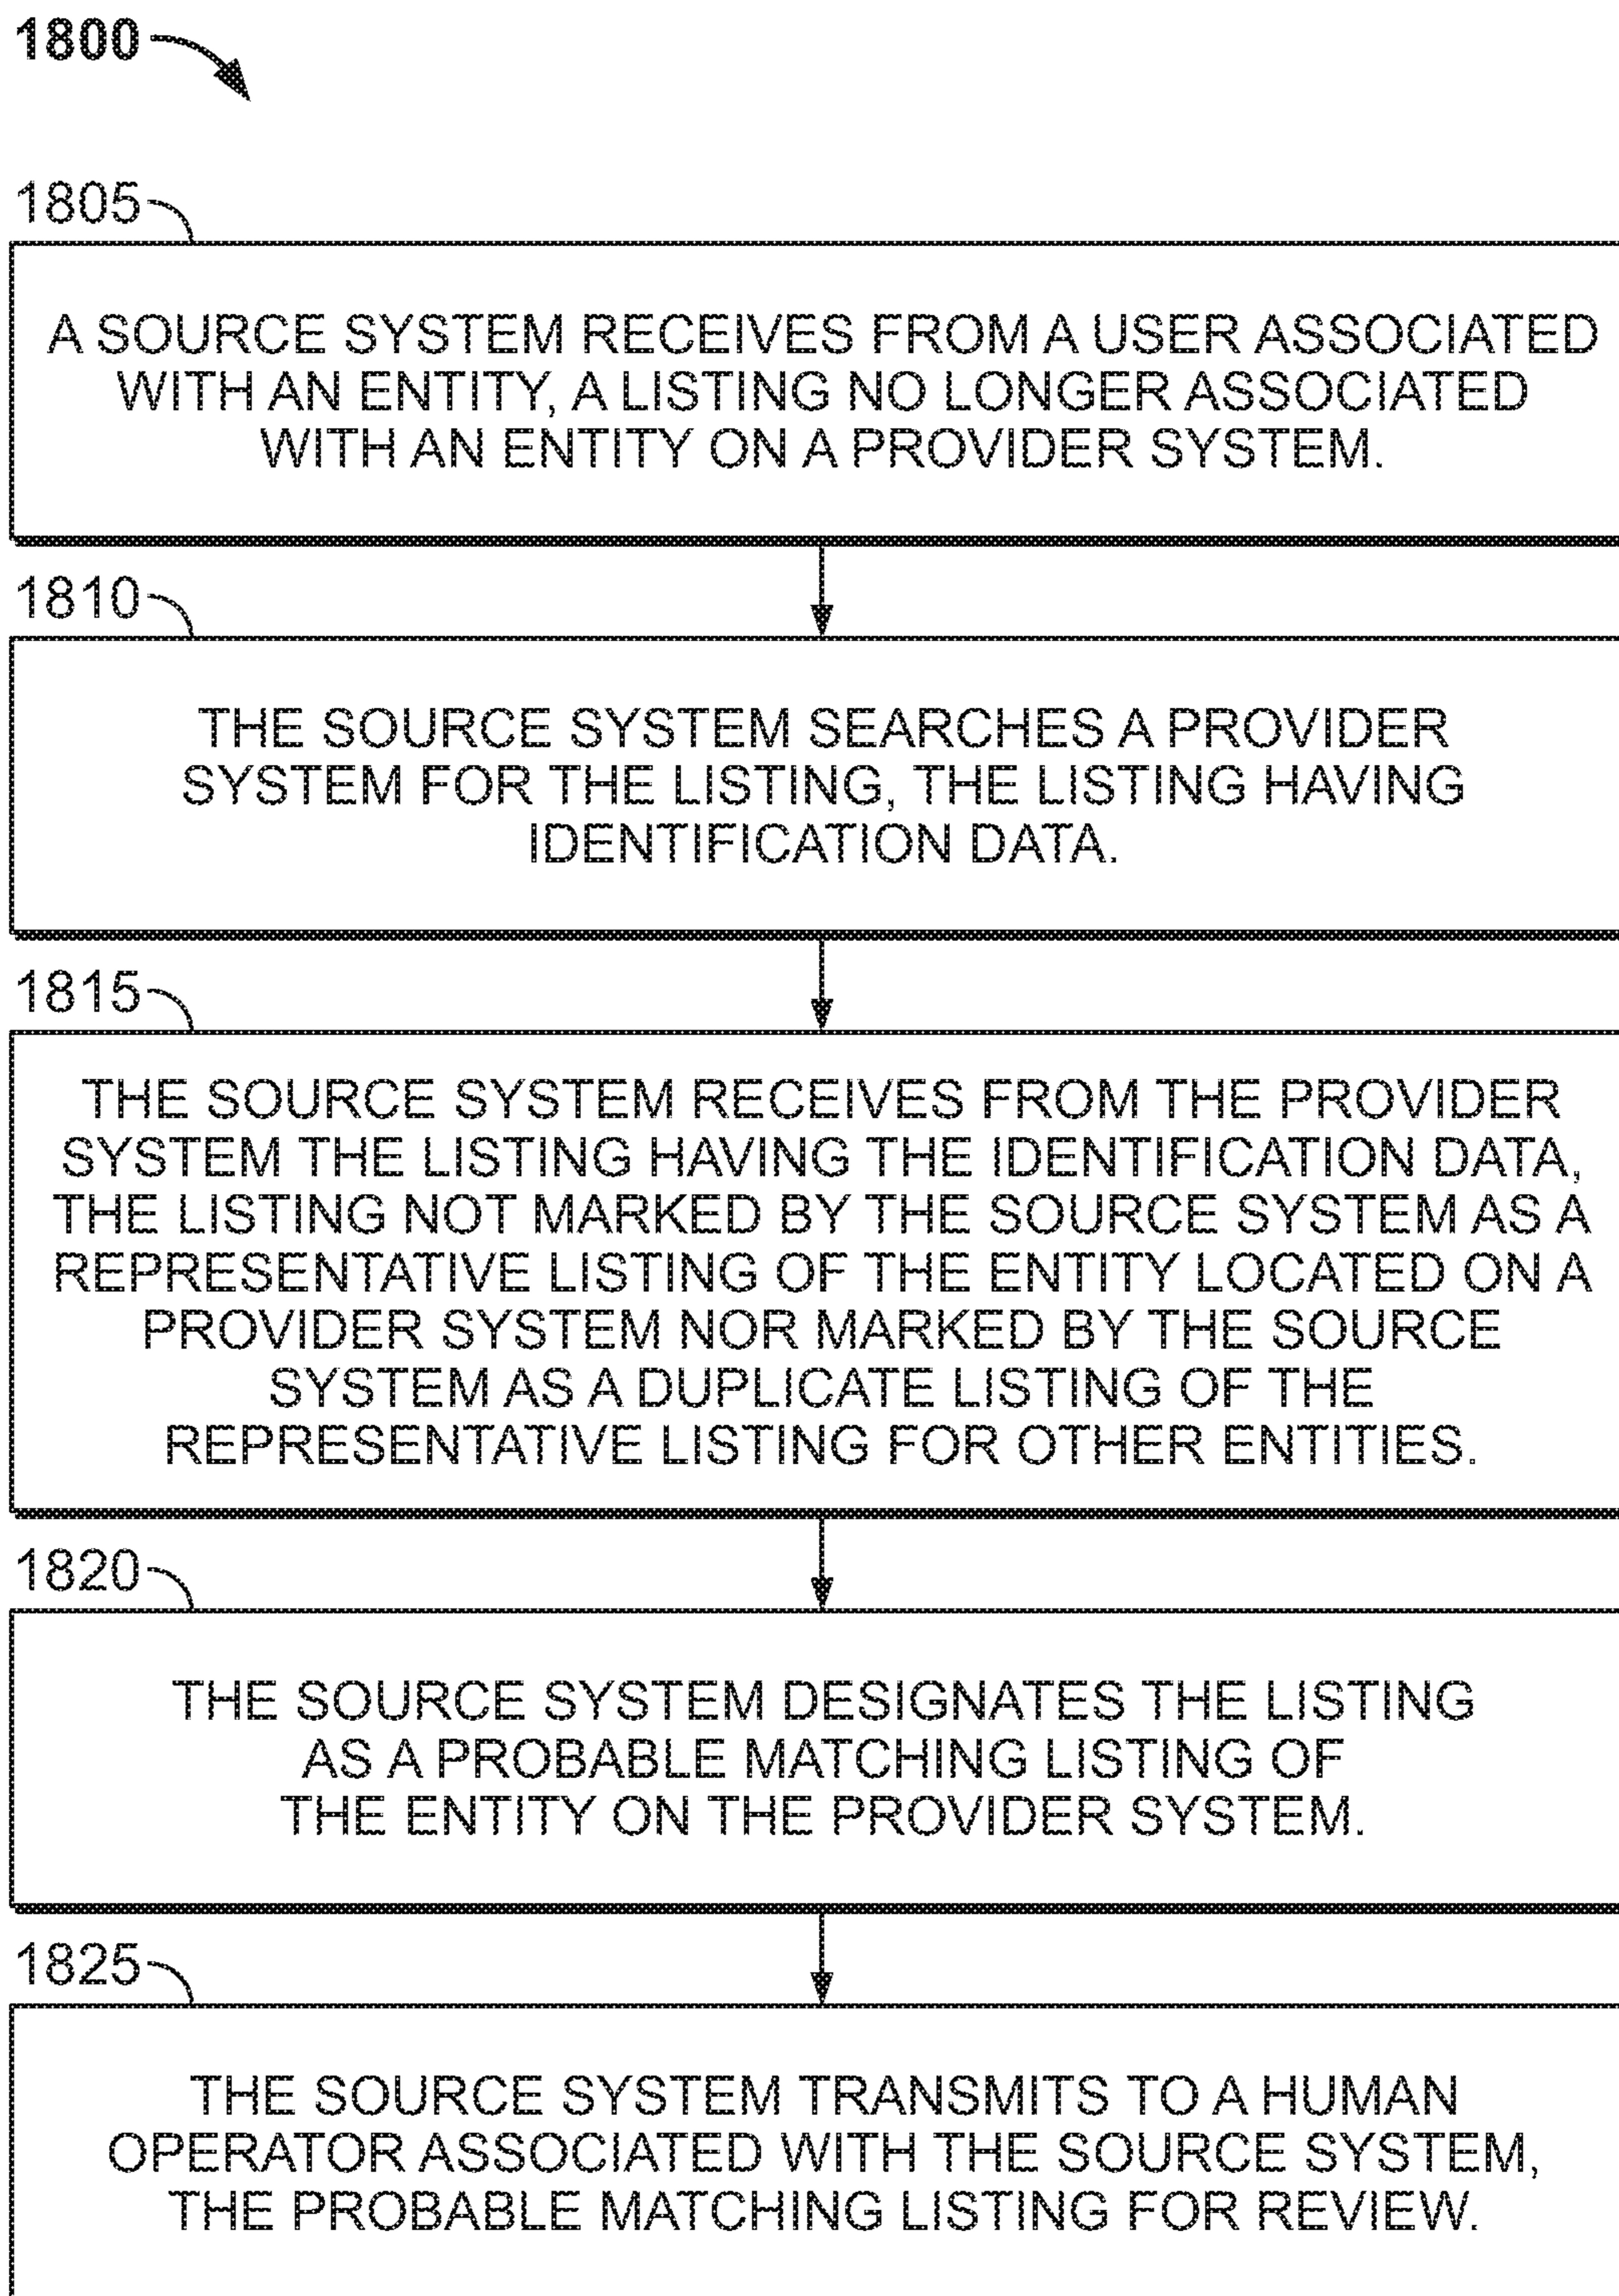 1800
1805
A SOURCE SYSTEM RECEIVES FROM A USER ASSOCIATED
WITH AN ENTITY, A LISTING NO LONGER ASSOCIATED
WITH AN ENTITY ON A PROVIDER SYSTEM.
1810
THE SOURCE SYSTEM SEARCHES A PROVIDER
SYSTEM FOR THE LISTING, THE LISTING HAVING
IDENTIFICATION DATA.
1815
THE SOURCE SYSTEM RECEIVES FROM THE PROVIDER
SYSTEM THE LISTING HAVING THE IDENTIFICATION DATA,
THE LISTING NOT MARKED BY THE SOURCE SYSTEM AS A
REPRESENTATIVE LISTING OF THE ENTITY LOCATED ON A
PROVIDER SYSTEM NOR MARKED BY THE SOURCE
SYSTEM AS A DUPLICATE LISTING OF THE
REPRESENTATIVE LISTING FOR OTHER ENTITIES.
1820
THE SOURCE SYSTEM DESIGNATES THE LISTING
AS A PROBABLE MATCHING LISTING OF
THE ENTITY ON THE PROVIDER SYSTEM.
1825
THE SOURCE SYSTEM TRANSMITS TO A HUMAN
OPERATOR ASSOCIATED WITH THE SOURCE SYSTEM,
THE PROBABLE MATCHING LISTING FOR REVIEW.